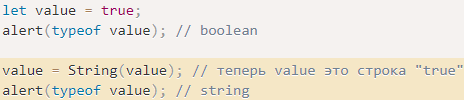 let value = true;
alert(typeof value); // boolean
value = String(value); // теперь value это строка "true"
alert(typeof value); // string